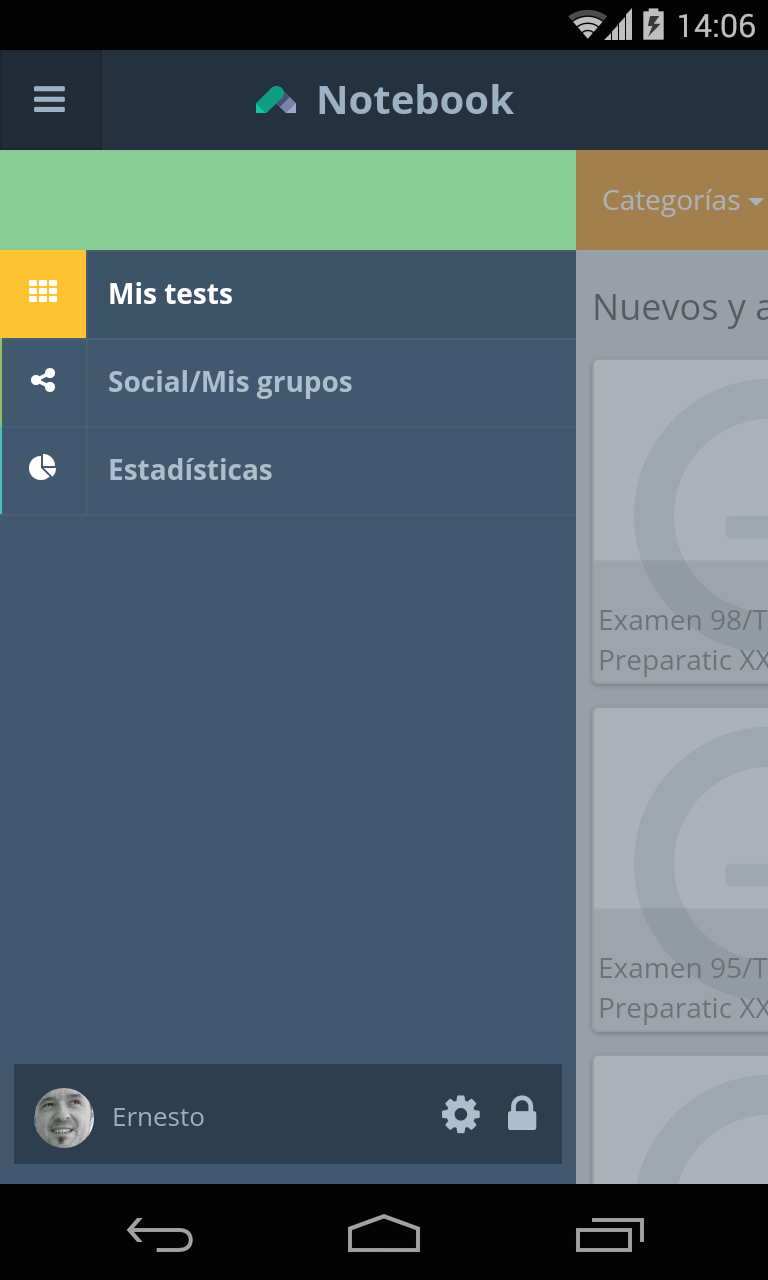 14:06
Notebook
Categorías
Mis tests
Social/Mis grupos
Estadísticas
Nuevos y a
Examen 98/T
Preparatic XX
Examen 95/T
Preparatic XX
Ernesto